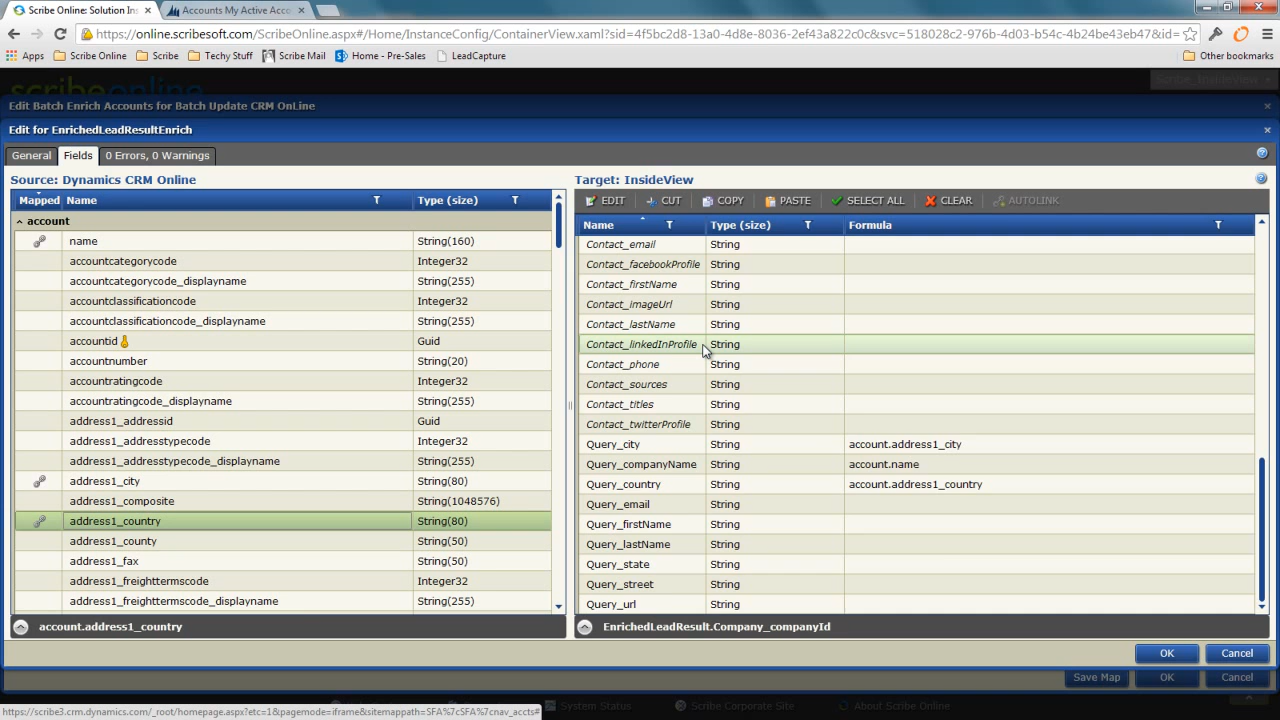 Scribe Online: Solution Ins
Accounts My Active Acco
https://online.scribesoft.com/ScribeOnline.aspx#/Home/InstanceConfig/ContainerView.xaml?sid=4f5bc2d8-13a0-4d8e-8036-2ef43a822c0c&svc=518028c2-976b-4d03-b54c-4b24be43eb47&id=
Apps Scribe Online Scribe Techy Stuff Scribe Mail Home - Pre-Sales LeadCapture Other bookmarks
scribeonline Scribe_InsideView
Edit Batch Enrich Accounts for Batch Update CRM OnLine
Edit for EnrichedLeadResultEnrich
General Fields 0 Errors, 0 Warnings
Source: Dynamics CRM Online
Mapped Name Type (size)
account
name String(160)
accountcategorycode Integer32
accountcategorycode_displayname String(255)
accountclassificationcode Integer32
accountclassificationcode_displayname String(255)
accountid Guid
accountnumber String(20)
accountratingcode Integer32
accountratingcode_displayname String(255)
address1_addressid Guid
address1_addresstypecode Integer32
address1_addresstypecode_displayname String(255)
address1_city String(80)
address1_composite String(1048576)
address1_country String(80)
address1_county String(50)
address1_fax String(50)
address1_freighttermscode Integer32
address1_freighttermscode_displayname String(255)
account.address1_country
Target: InsideView
EDIT CUT COPY PASTE SELECT ALL CLEAR AUTOLINK
Name Type (size) Formula
Contact_email String
Contact_facebookProfile String
Contact_firstName String
Contact_imageUrl String
Contact_lastName String
Contact_linkedInProfile String
Contact_phone String
Contact_sources String
Contact_titles String
Contact_twitterProfile String
Query_city String account.address1_city
Query_companyName String account.name
Query_country String account.address1_country
Query_email String
Query_firstName String
Query_lastName String
Query_state String
Query_street String
Query_url String
EnrichedLeadResult.Company_companyId
OK Cancel
Save Map OK Cancel
https://scribe3.crm.dynamics.com/_root/homepage.aspx?etc=1&pagemode=iframe&sitemappath=SFA%7cSFA%7cnav_accts#
System Status Scribe Corporate Site About Scribe Online